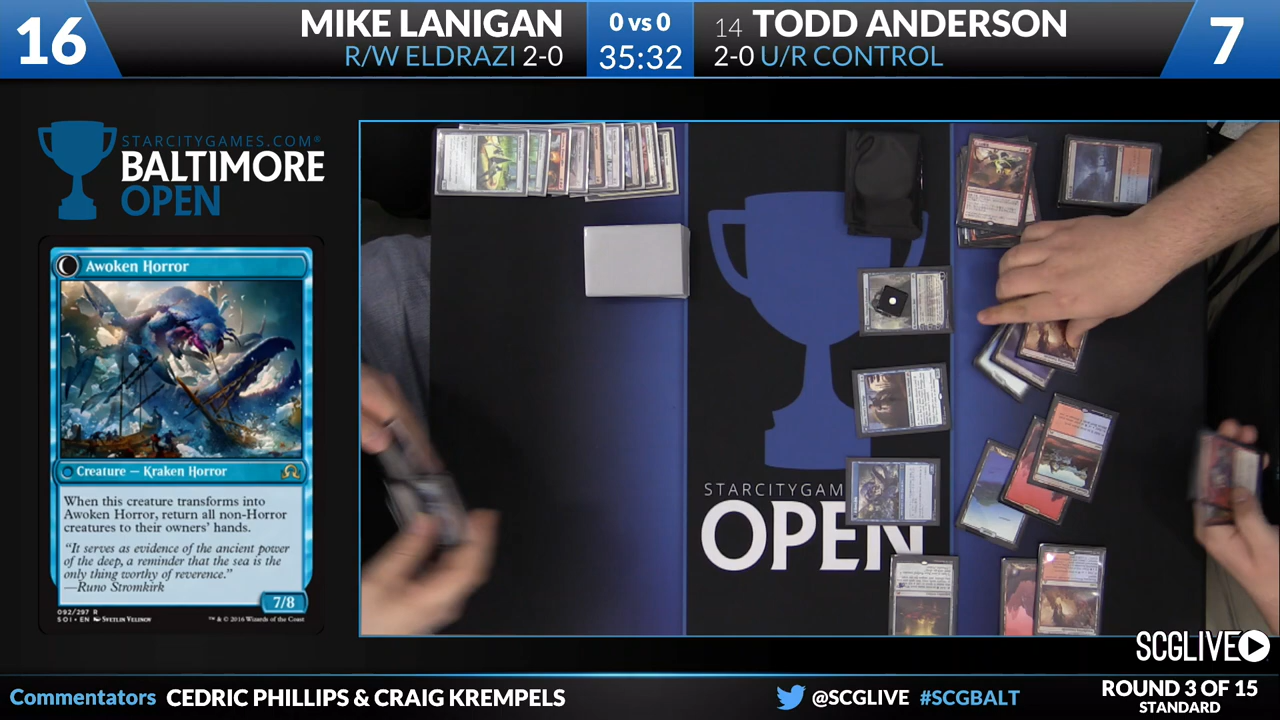 16
MIKE LANIGAN
R/W ELDRAZI 2-0
0 vs 0
35:32
14 TODD ANDERSON
2-0 U/R CONTROL
7
STARCITYGAMES.COM®
BALTIMORE
OPEN
Awoken Horror
Creature — Kraken Horror
When this creature transforms into
Awoken Horror, return all non-Horror
creatures to their owners' hands.
"It serves as evidence of the ancient power
of the deep, a reminder that the sea is the
only thing worthy of reverence."
—Runo Stromkirk
7/8
092/297 R
SOI • EN SVETLIN VELINOV
™ & © 2016 Wizards of the Coast
STARCITYGAM
OPEN
SCGLIVE
Commentators CEDRIC PHILLIPS & CRAIG KREMPELS
@SCGLIVE #SCGBALT
ROUND 3 OF 15
STANDARD